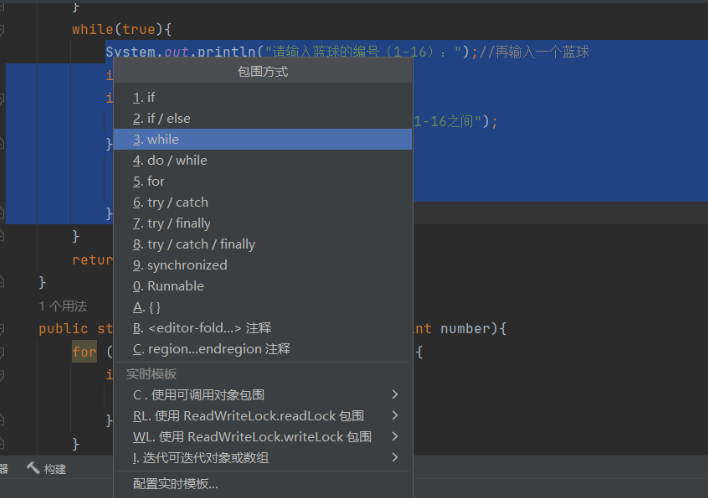 }
while(true){
System.out.println("请输入蓝球的编号（1-16）：");//再输入一个蓝球
i
包围方式
i
1. if
2. if / else
1-16之间");
}
3. while
4. do / while
5. for
6. try / catch
}
7. try / finally
}
8. try / catch / finally
retur
9. synchronized
}
0. Runnable
1 个用法
A. { }
public st
B. <editor-fold...> 注释
nt number){
for (
C. region...endregion 注释
{
i
实时模板
C . 使用可调用对象包围
}
RL. 使用 ReadWriteLock.readLock 包围
}
WL. 使用 ReadWriteLock.writeLock 包围
器
构建
I. 迭代可迭代对象或数组
配置实时模板...